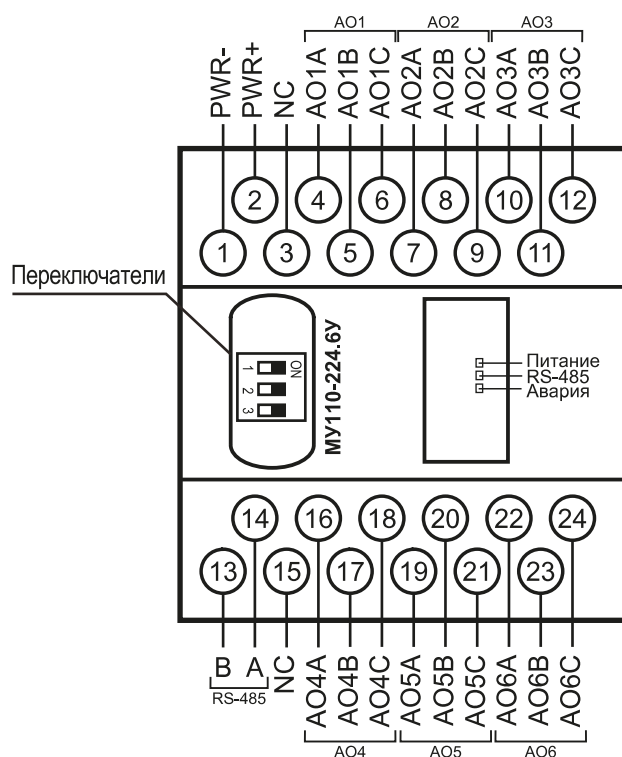 AO1 AO2 AO3
PWR- PWR+ NC AO1A AO1B AO1C AO2A AO2B AO2C AO3A AO3B AO3C
2 4 6 8 10 12
1 3 5 7 9 11
Переключатели
ON
1
2
3
МУ110-224.6У
Питание
RS-485
Авария
14 16 18 20 22 24
13 15 17 19 21 23
B A NC AO4A AO4B AO4C AO5A AO5B AO5C AO6A AO6B AO6C
RS-485
AO4 AO5 AO6